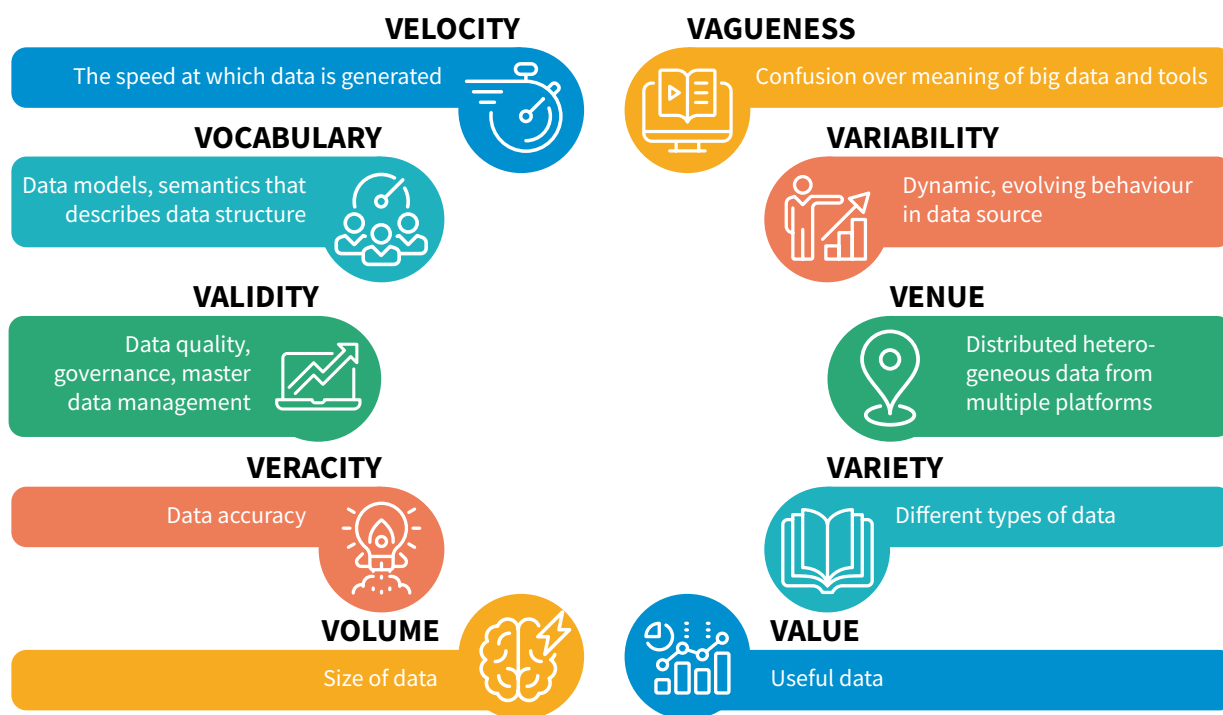 VELOCITY
The speed at which data is generated
VOCABULARY
Data models, semantics that
describes data structure
VALIDITY
Data quality,
governance, master
data management
VERACITY
Data accuracy
VOLUME
Size of data
VAGUENESS
Confusion over meaning of big data and tools
VARIABILITY
Dynamic, evolving behaviour
in data source
VENUE
Distributed hetero-
geneous data from
multiple platforms
VARIETY
Different types of data
VALUE
Useful data